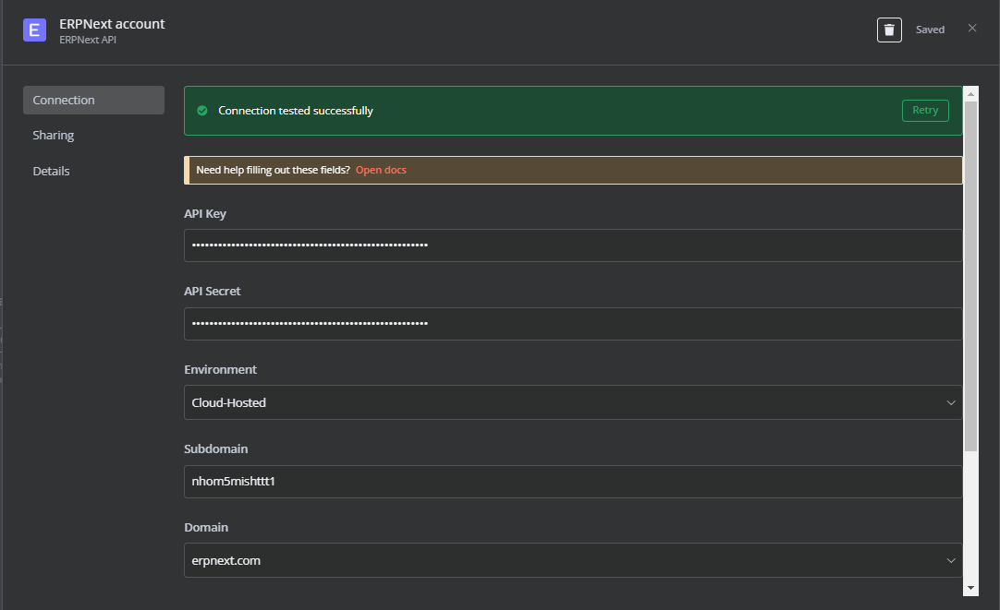 E
ERPNext account
ERPNext API
Saved
Connection
Sharing
Details
Connection tested successfully
Retry
Need help filling out these fields? Open docs
API Key
••••••••••••••••••••••••••••••••••••••••••••••••••••••
API Secret
••••••••••••••••••••••••••••••••••••••••••••••••••••••
Environment
Cloud-Hosted
Subdomain
nhom5mishttt1
Domain
erpnext.com